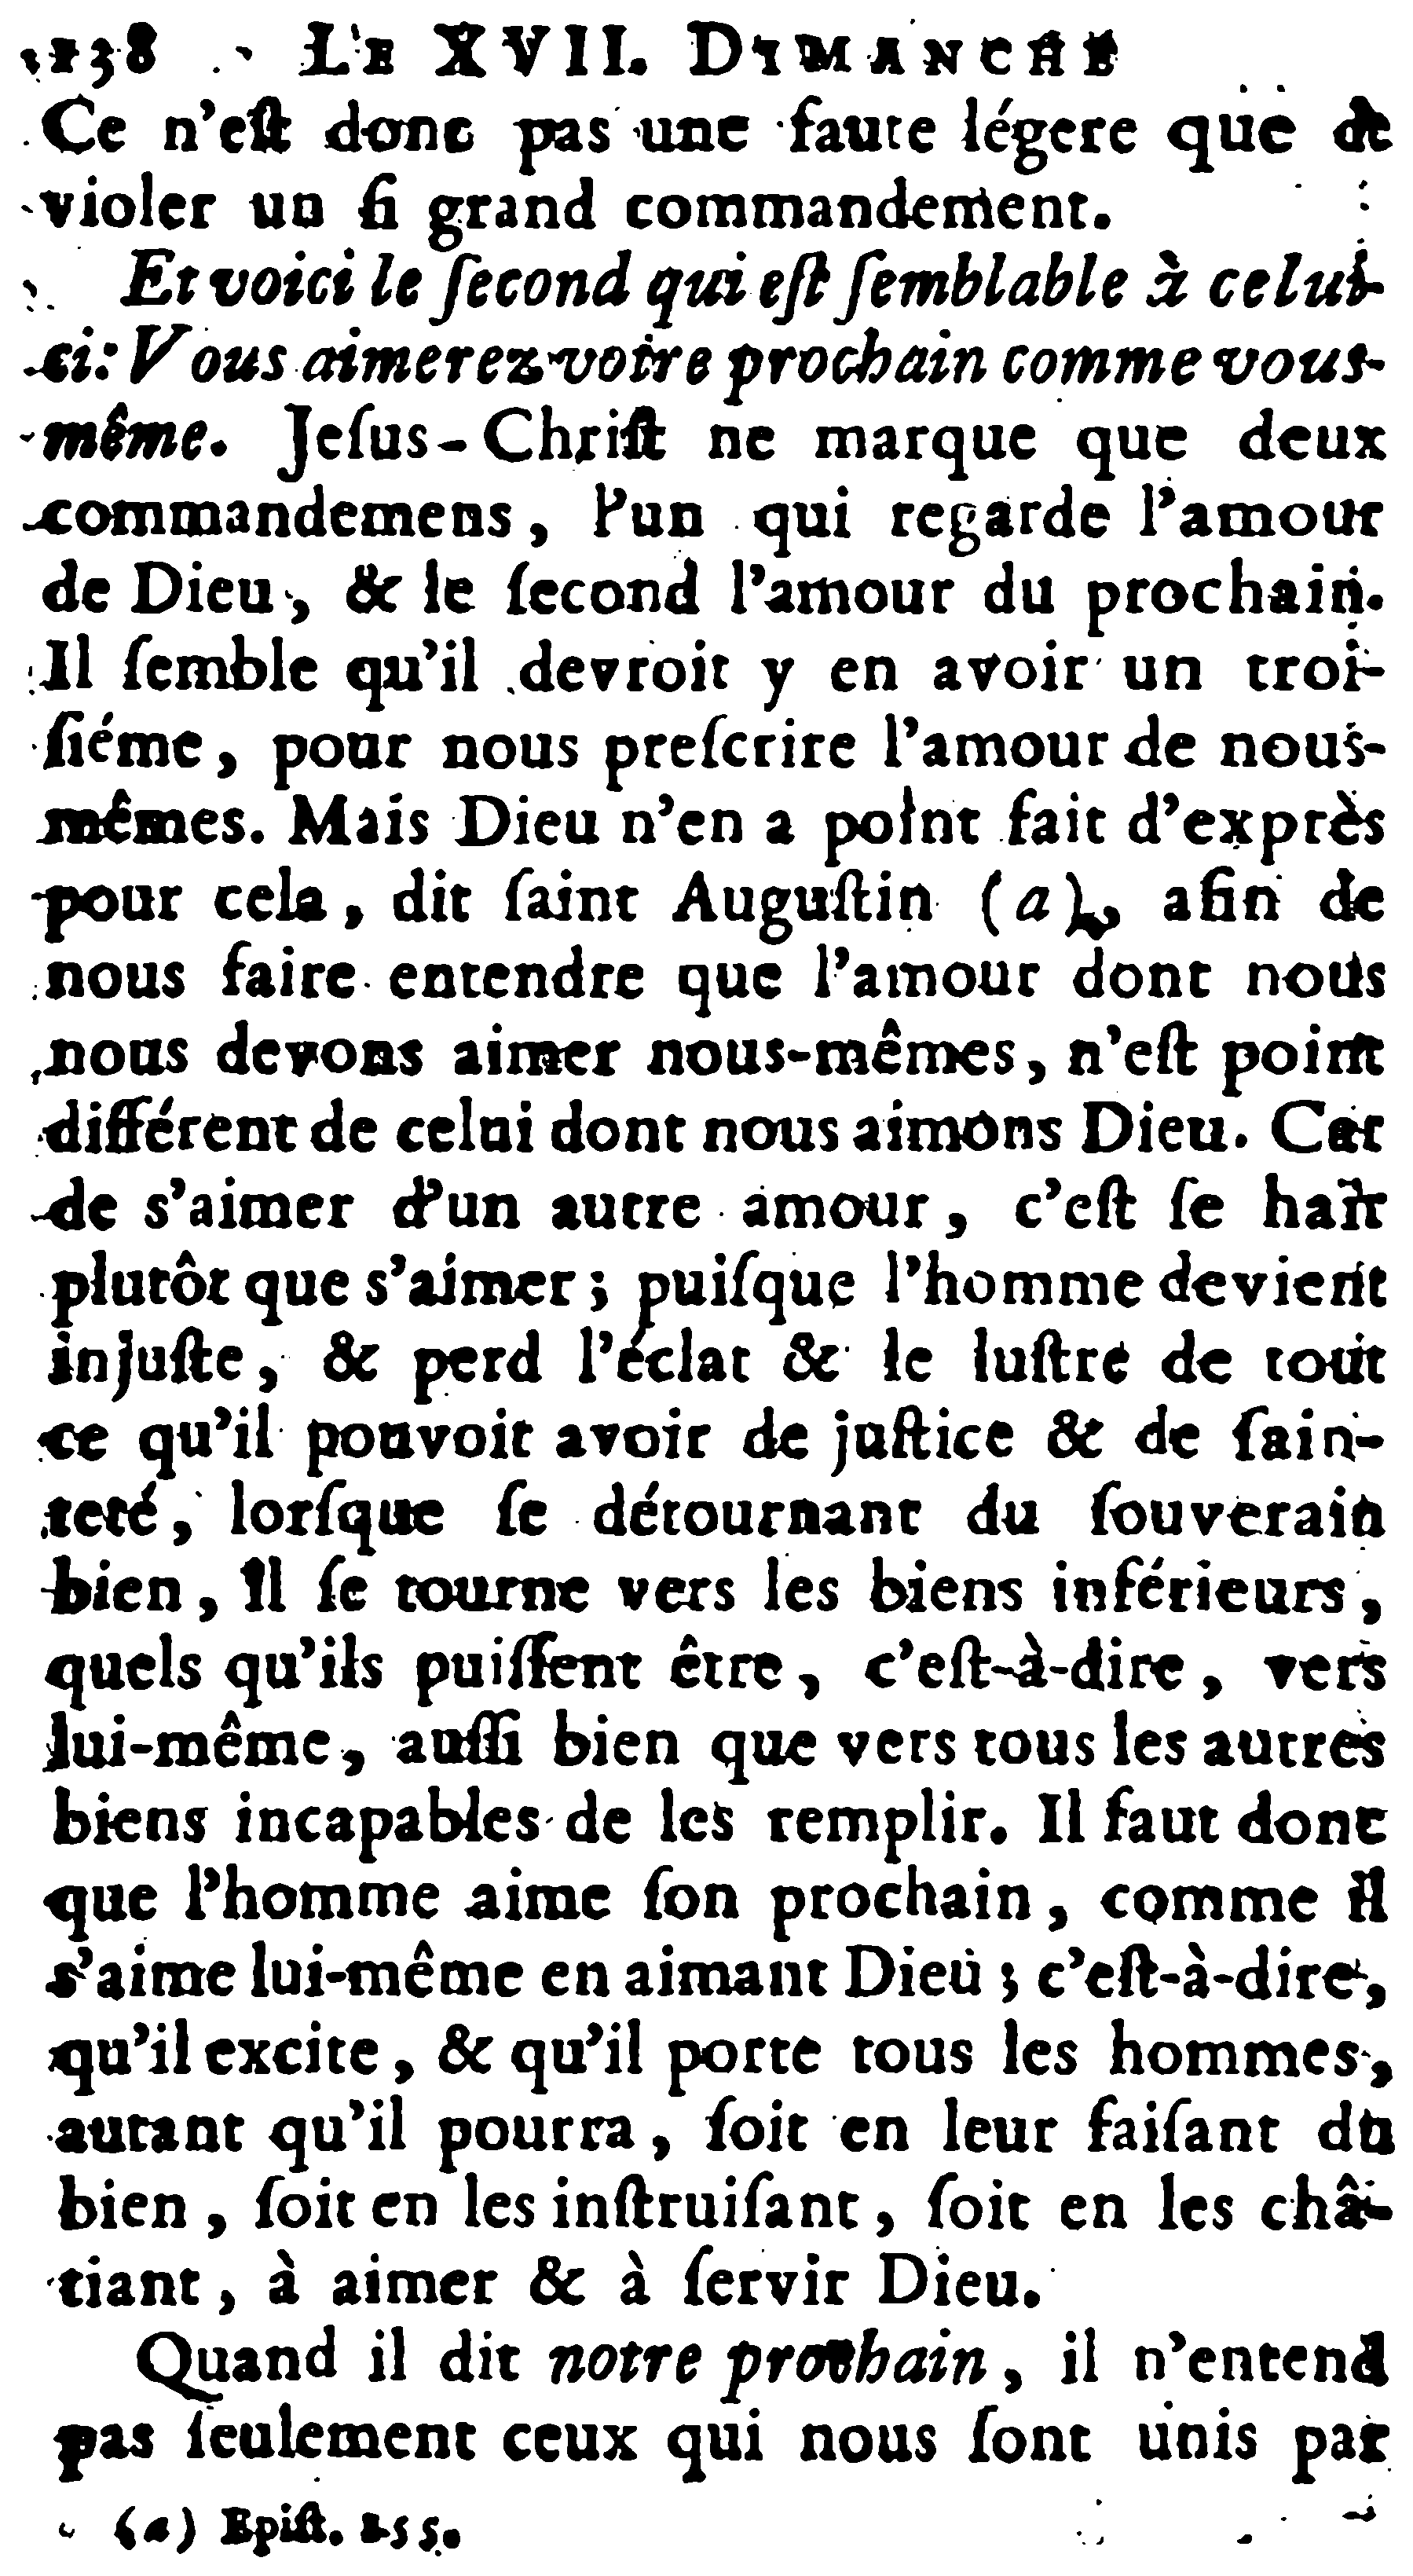 138 LE XVII. DIMANCHE
Ce n'eſt donc pas une faute légere que de
violer un ſi grand commandement.
Et voici le ſecond qui eſt ſemblable à celui-
ci: Vous aimerez votre prochain comme vous-
même. Jeſus-Chriſt ne marque que deux
commandemens, l'un qui regarde l'amour
de Dieu, & le ſecond l'amour du prochain.
Il ſemble qu'il devroit y en avoir un troi-
ſiéme, pour nous preſcrire l'amour de nous-
mêmes. Mais Dieu n'en a point fait d'exprès
pour cela, dit ſaint Auguſtin (a), afin de
nous faire entendre que l'amour dont nous
nous devons aimer nous-mêmes, n'eſt point
différent de celui dont nous aimons Dieu. Car
de s'aimer d'un autre amour, c'eſt ſe haïr
plutôt que s'aimer; puiſque l'homme devient
injuſte, & perd l'éclat & le luſtre de tout
ce qu'il pouvoit avoir de juſtice & de ſain-
teté, lorſque ſe détournant du ſouverain
bien, il ſe tourne vers les biens inférieurs,
quels qu'ils puiſſent être, c'eſt-à-dire, vers
lui-même, auſſi bien que vers tous les autres
biens incapables de les remplir. Il faut donc
que l'homme aime ſon prochain, comme il
s'aime lui-même en aimant Dieu; c'eſt-à-dire,
qu'il excite, & qu'il porte tous les hommes,
autant qu'il pourra, ſoit en leur faiſant du
bien, ſoit en les inſtruiſant, ſoit en les châ-
tiant, à aimer & à ſervir Dieu.
Quand il dit notre prochain, il n'entend
pas ſeulement ceux qui nous ſont unis par
(a) Epiſt. 155.